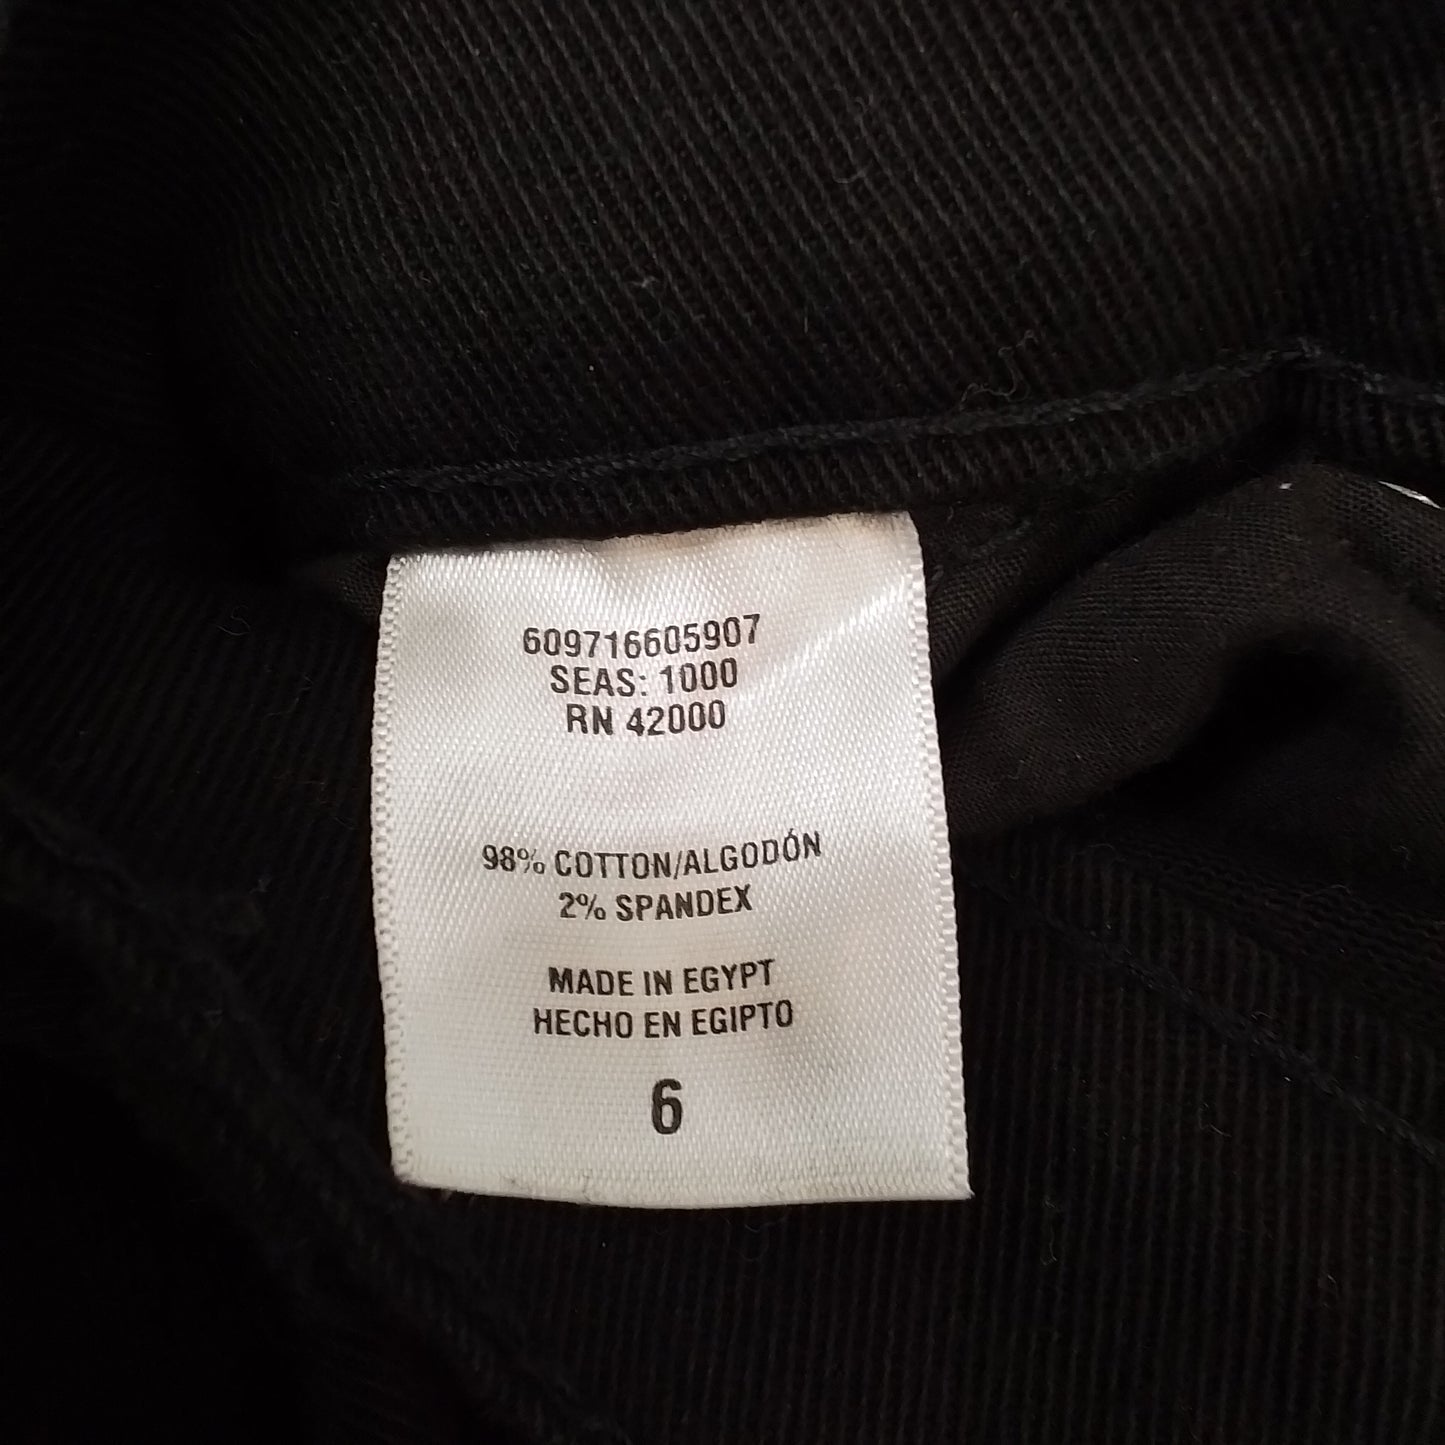 609716605907
SEAS: 1000
RN 42000
98% COTTON/ALGODÓN
2% SPANDEX
MADE IN EGYPT
HECHO EN EGIPTO
6